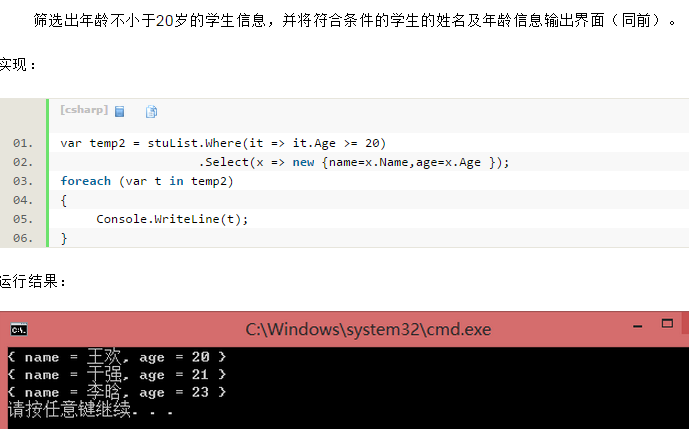 筛选出年龄不小于20岁的学生信息，并将符合条件的学生的姓名及年龄信息输出界面（同前）。
实现：
[csharp]
01. var temp2 = stuList.Where(it => it.Age >= 20)
02. .Select(x => new {name=x.Name,age=x.Age });
03. foreach (var t in temp2)
04. {
05. Console.WriteLine(t);
06. }
运行结果：
C:\Windows\system32\cmd.exe
{ name = 王欢, age = 20 }
{ name = 于强, age = 21 }
{ name = 李晗, age = 23 }
请按任意键继续. . .